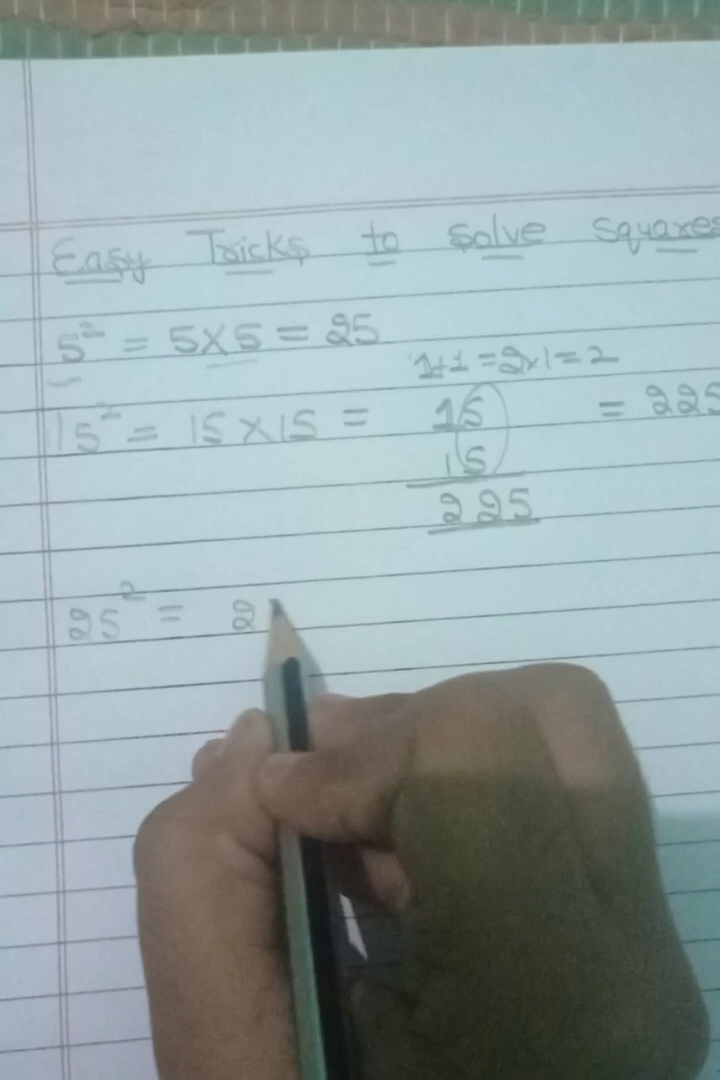 Easy Tricks to solve squares
5² = 5×5 = 25
1+1 = 2×1 = 2
15² = 15×15 = 15 = 225
15
225
25² = 2